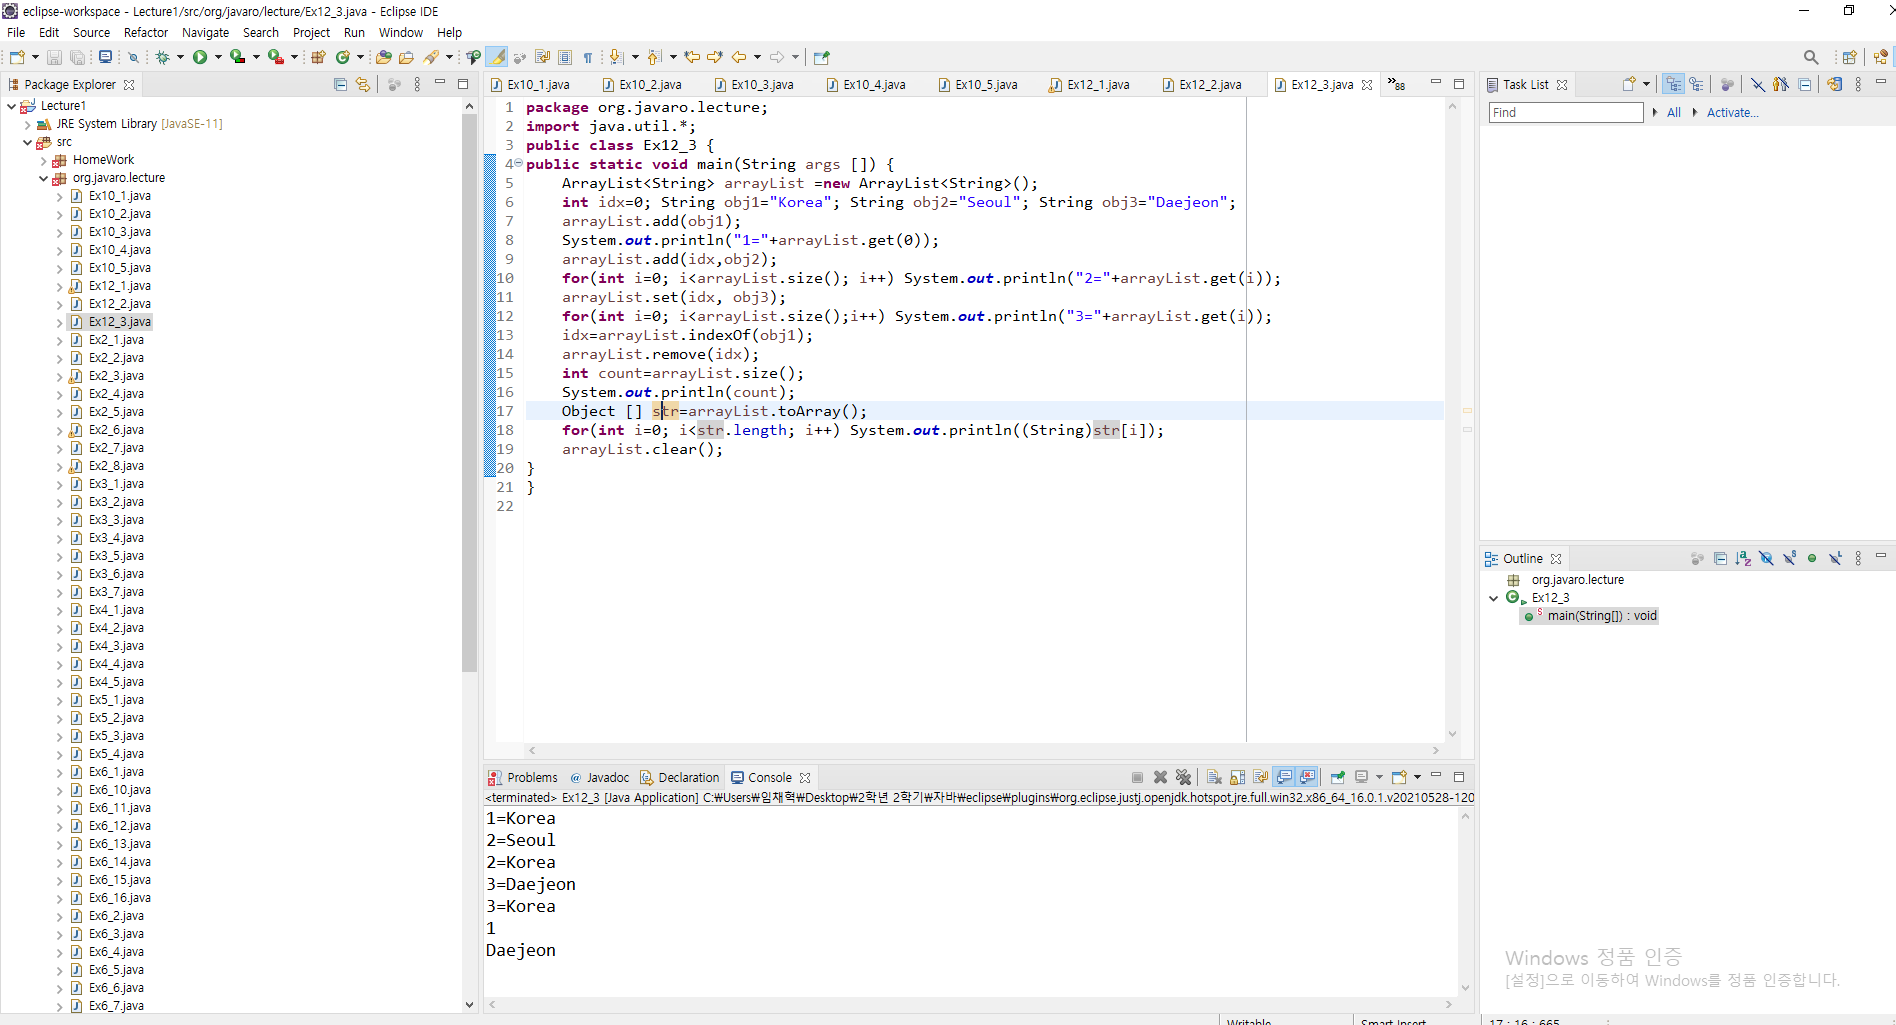 eclipse-workspace - Lecture1/src/org/javaro/lecture/Ex12_3.java - Eclipse IDE
File Edit Source Refactor Navigate Search Project Run Window Help
Package Explorer
Lecture1
JRE System Library [JavaSE-11]
src
HomeWork
org.javaro.lecture
Ex10_1.java
Ex10_2.java
Ex10_3.java
Ex10_4.java
Ex10_5.java
Ex12_1.java
Ex12_2.java
Ex12_3.java
Ex2_1.java
Ex2_2.java
Ex2_3.java
Ex2_4.java
Ex2_5.java
Ex2_6.java
Ex2_7.java
Ex2_8.java
Ex3_1.java
Ex3_2.java
Ex3_3.java
Ex3_4.java
Ex3_5.java
Ex3_6.java
Ex3_7.java
Ex4_1.java
Ex4_2.java
Ex4_3.java
Ex4_4.java
Ex4_5.java
Ex5_1.java
Ex5_2.java
Ex5_3.java
Ex5_4.java
Ex6_1.java
Ex6_10.java
Ex6_11.java
Ex6_12.java
Ex6_13.java
Ex6_14.java
Ex6_15.java
Ex6_16.java
Ex6_2.java
Ex6_3.java
Ex6_4.java
Ex6_5.java
Ex6_6.java
Ex6_7.java
Ex10_1.java Ex10_2.java Ex10_3.java Ex10_4.java Ex10_5.java Ex12_1.java Ex12_2.java Ex12_3.java »88
1 package org.javaro.lecture;
2 import java.util.*;
3 public class Ex12_3 {
4 public static void main(String args []) {
5 ArrayList<String> arrayList =new ArrayList<String>();
6 int idx=0; String obj1="Korea"; String obj2="Seoul"; String obj3="Daejeon";
7 arrayList.add(obj1);
8 System.out.println("1="+arrayList.get(0));
9 arrayList.add(idx,obj2);
10 for(int i=0; i<arrayList.size(); i++) System.out.println("2="+arrayList.get(i));
11 arrayList.set(idx, obj3);
12 for(int i=0; i<arrayList.size();i++) System.out.println("3="+arrayList.get(i));
13 idx=arrayList.indexOf(obj1);
14 arrayList.remove(idx);
15 int count=arrayList.size();
16 System.out.println(count);
17 Object [] str=arrayList.toArray();
18 for(int i=0; i<str.length; i++) System.out.println((String)str[i]);
19 arrayList.clear();
20 }
21 }
22
Problems @ Javadoc Declaration Console
<terminated> Ex12_3 [Java Application] C:₩Users₩임채혁₩Desktop₩2학년 2학기₩자바₩eclipse₩plugins₩org.eclipse.justj.openjdk.hotspot.jre.full.win32.x86_64_16.0.1.v20210528-120
1=Korea
2=Seoul
2=Korea
3=Daejeon
3=Korea
1
Daejeon
Task List
Find All Activate...
Outline
org.javaro.lecture
Ex12_3
main(String[]) : void
Windows 정품 인증
[설정]으로 이동하여 Windows를 정품 인증합니다.
Writable Smart Insert 17 : 16 : 665